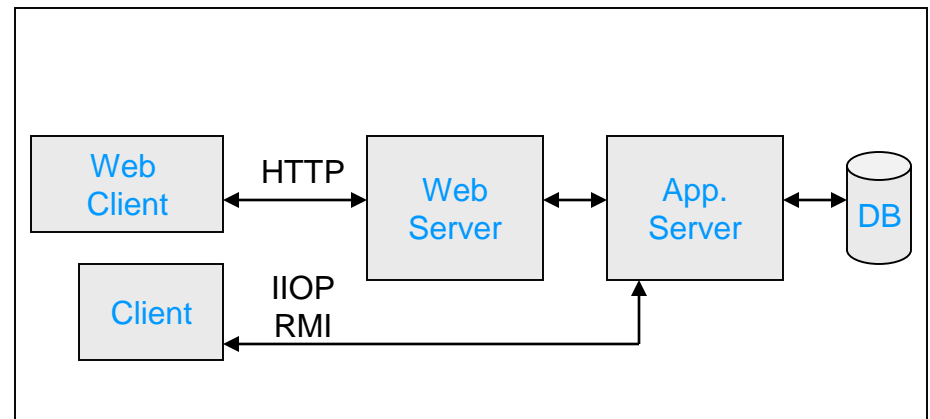 Web
Client
HTTP
Web
Server
App.
Server
DB
Client
IIOP
RMI